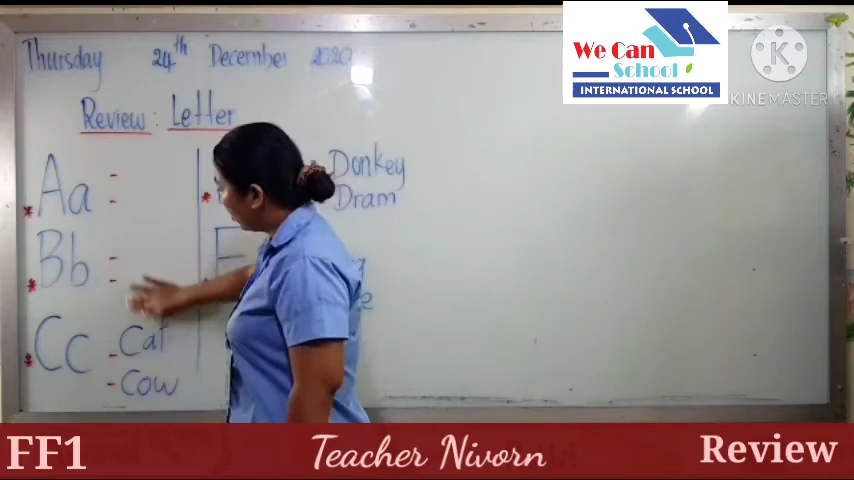 Thursday 24th December 2020
Review: Letter
Aa
Bb
Cc - Cat
- Cow
Donkey
Dram
E
We Can
School
INTERNATIONAL SCHOOL
KINEMASTER
FF1
Teacher Nivorn
Review